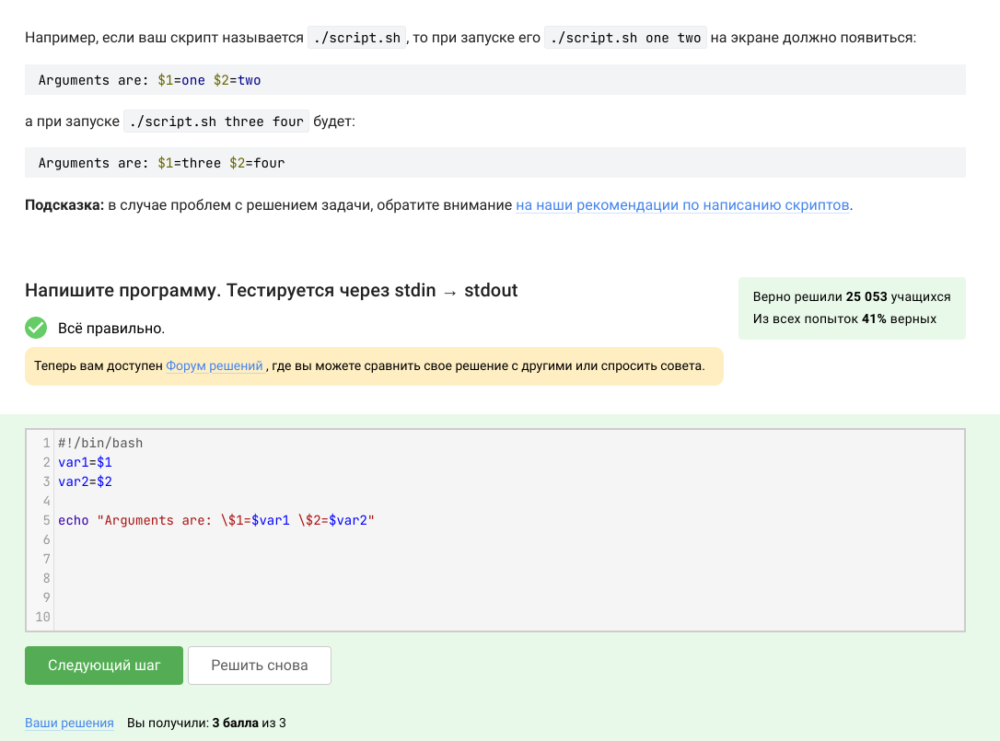 Например, если ваш скрипт называется ./script.sh, то при запуске его ./script.sh one two на экране должно появиться:
Arguments are: $1=one $2=two
а при запуске ./script.sh three four будет:
Arguments are: $1=three $2=four
Подсказка: в случае проблем с решением задачи, обратите внимание на наши рекомендации по написанию скриптов.
Напишите программу. Тестируется через stdin → stdout
Верно решили 25 053 учащихся
Из всех попыток 41% верных
Всё правильно.
Теперь вам доступен Форум решений, где вы можете сравнить свое решение с другими или спросить совета.
1 #!/bin/bash
2 var1=$1
3 var2=$2
4
5 echo "Arguments are: \$1=$var1 \$2=$var2"
6
7
8
9
10
Следующий шаг Решить снова
Ваши решения Вы получили: 3 балла из 3